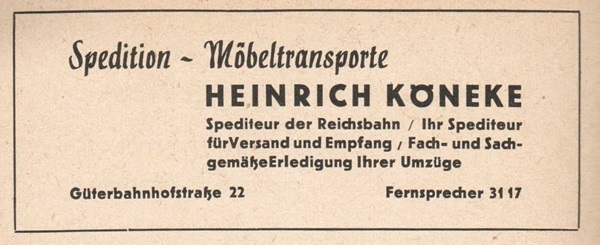 Spedition - Möbeltransporte
HEINRICH KÖNEKE
Spediteur der Reichsbahn / Ihr Spediteur
fürVersand und Empfang / Fach- und Sach-
gemäßeErledigung Ihrer Umzüge
Güterbahnhofstraße 22 Fernsprecher 3117